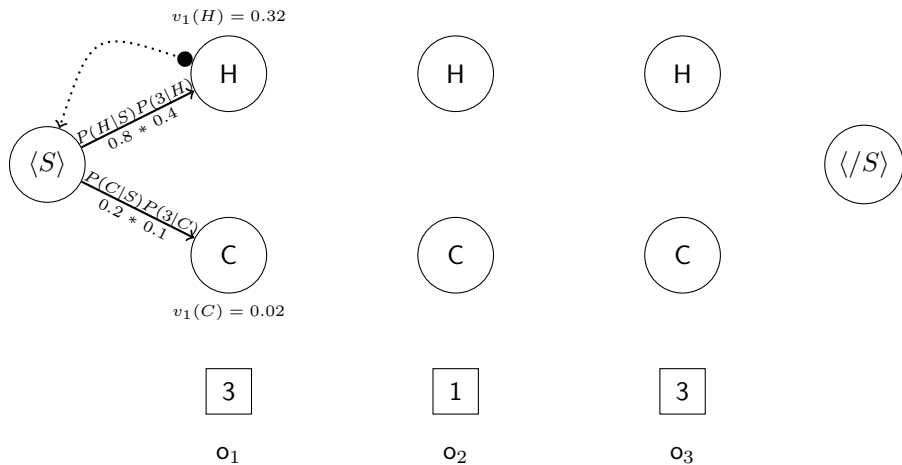 v₁(H) = 0.32
H H H
P(H|S)P(3|H)
0.8 * 0.4
⟨S⟩ ⟨/S⟩
P(C|S)P(3|C)
0.2 * 0.1
C C C
v₁(C) = 0.02
3 1 3
o₁ o₂ o₃